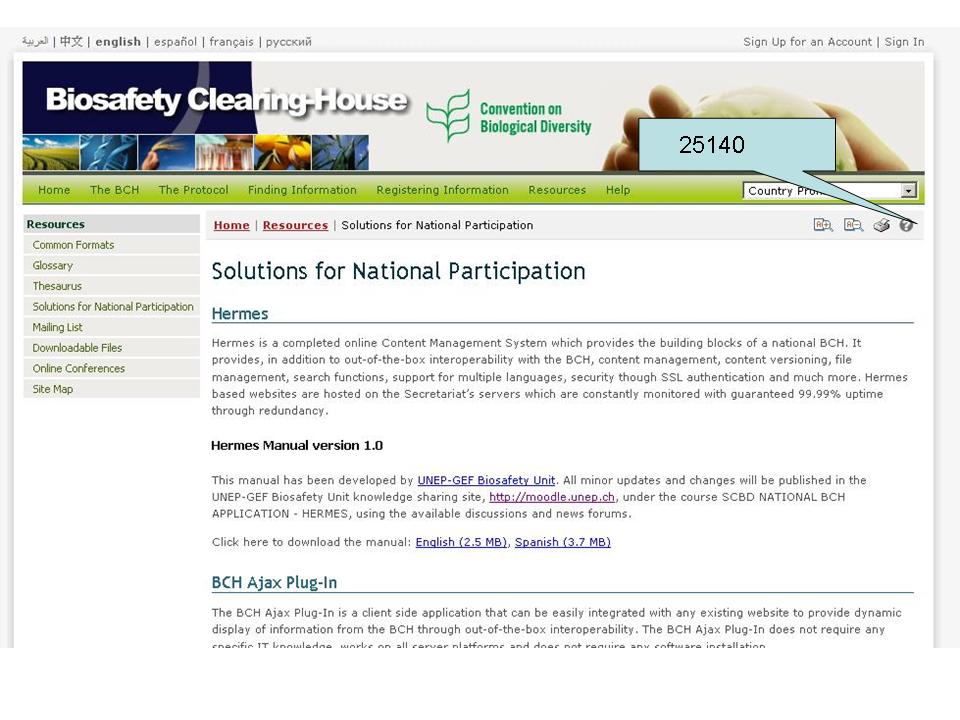 العربية | 中文 | english | español | français | русский
Sign Up for an Account | Sign In
Biosafety Clearing-House
Convention on
Biological Diversity
25140
Home The BCH The Protocol Finding Information Registering Information Resources Help
Country
Resources
Common Formats
Glossary
Thesaurus
Solutions for National Participation
Mailing List
Downloadable Files
Online Conferences
Site Map
Home | Resources | Solutions for National Participation
Solutions for National Participation
Hermes
Hermes is a completed online Content Management System which provides the building blocks of a national BCH. It
provides, in addition to out-of-the-box interoperability with the BCH, content management, content versioning, file
management, search functions, support for multiple languages, security though SSL authentication and much more. Hermes
based websites are hosted on the Secretariat's servers which are constantly monitored with guaranteed 99.99% uptime
through redundancy.
Hermes Manual version 1.0
This manual has been developed by UNEP-GEF Biosafety Unit. All minor updates and changes will be published in the
UNEP-GEF Biosafety Unit knowledge sharing site, http://moodle.unep.ch, under the course SCBD NATIONAL BCH
APPLICATION - HERMES, using the available discussions and news forums.
Click here to download the manual: English (2.5 MB), Spanish (3.7 MB)
BCH Ajax Plug-In
The BCH Ajax Plug-In is a client side application that can be easily integrated with any existing website to provide dynamic
display of information from the BCH through out-of-the-box interoperability. The BCH Ajax Plug-In does not require any
specific IT knowledge, works on all server platforms and does not require any software installation.